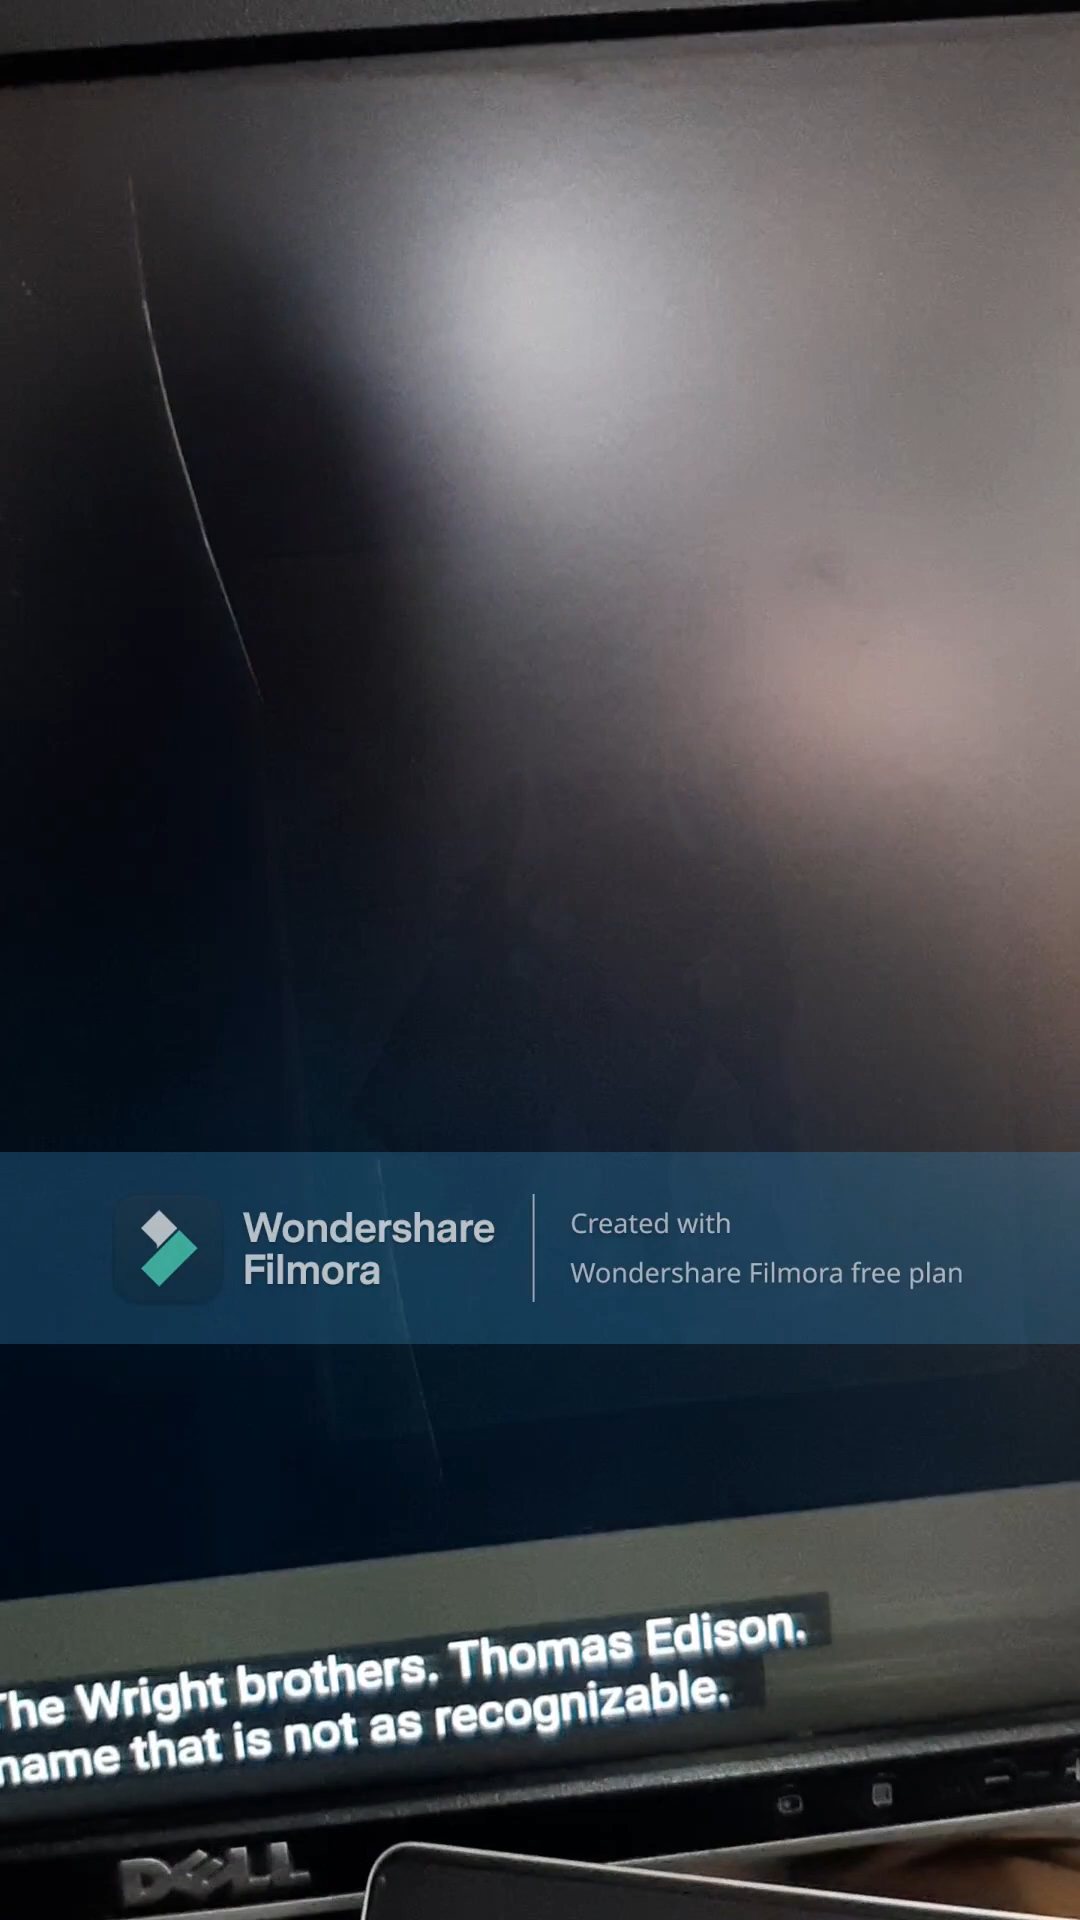 Wondershare
Filmora
Created with
Wondershare Filmora free plan
The Wright brothers. Thomas Edison.
name that is not as recognizable.
DELL